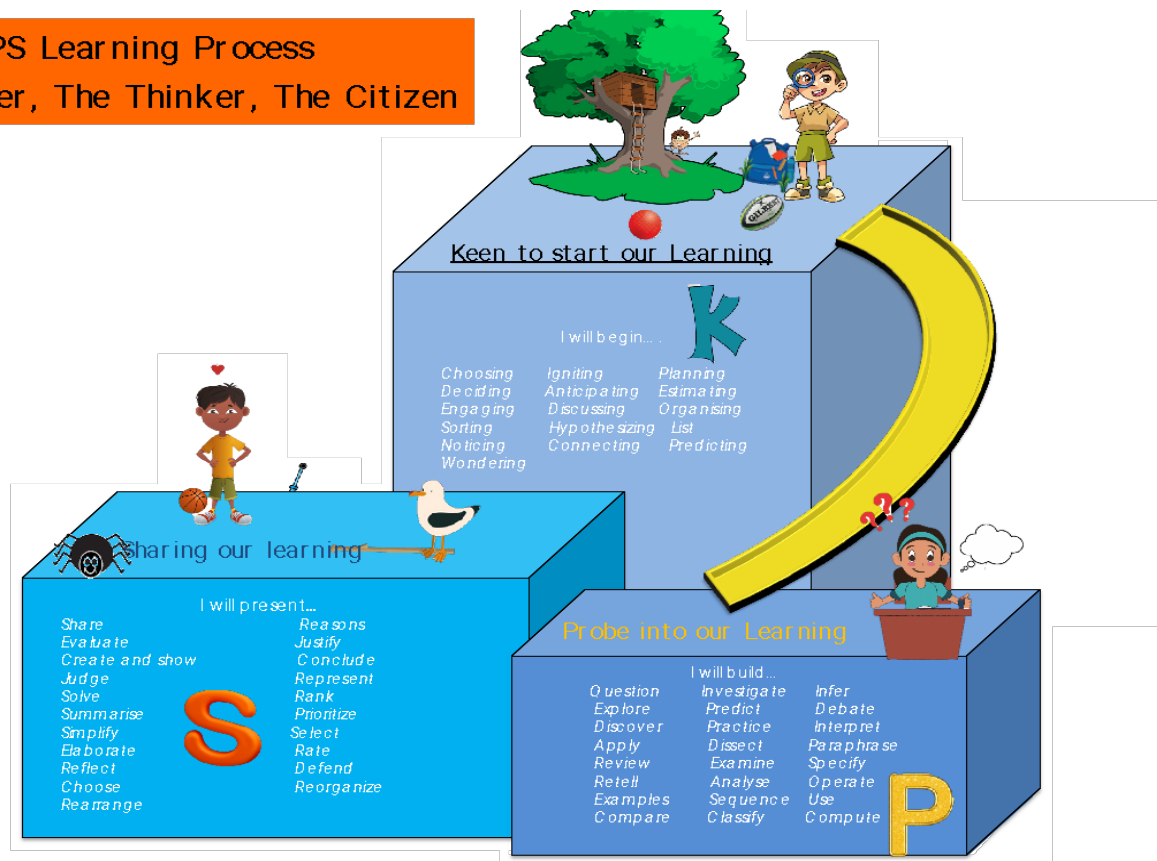 PS Learning Process
er, The Thinker, The Citizen
GILBERT
Keen to start our Learning
K
I will begin....
Choosing Igniting Planning
Deciding Anticipating Estimating
Engaging Discussing Organising
Sorting Hypothesizing List
Noticing Connecting Predicting
Wondering
Sharing our learning
I will present...
Share Reasons
Evaluate Justify
Create and show Conclude
Judge Represent
Solve Rank
Summarise Prioritize
Simplify Select
Elaborate Rate
Reflect Defend
Choose Reorganize
Rearrange
S
???
Probe into our Learning
I will build...
Question Investigate Infer
Explore Predict Debate
Discover Practice Interpret
Apply Dissect Paraphrase
Review Examine Specify
Retell Analyse Operate
Examples Sequence Use
Compare Classify Compute
P